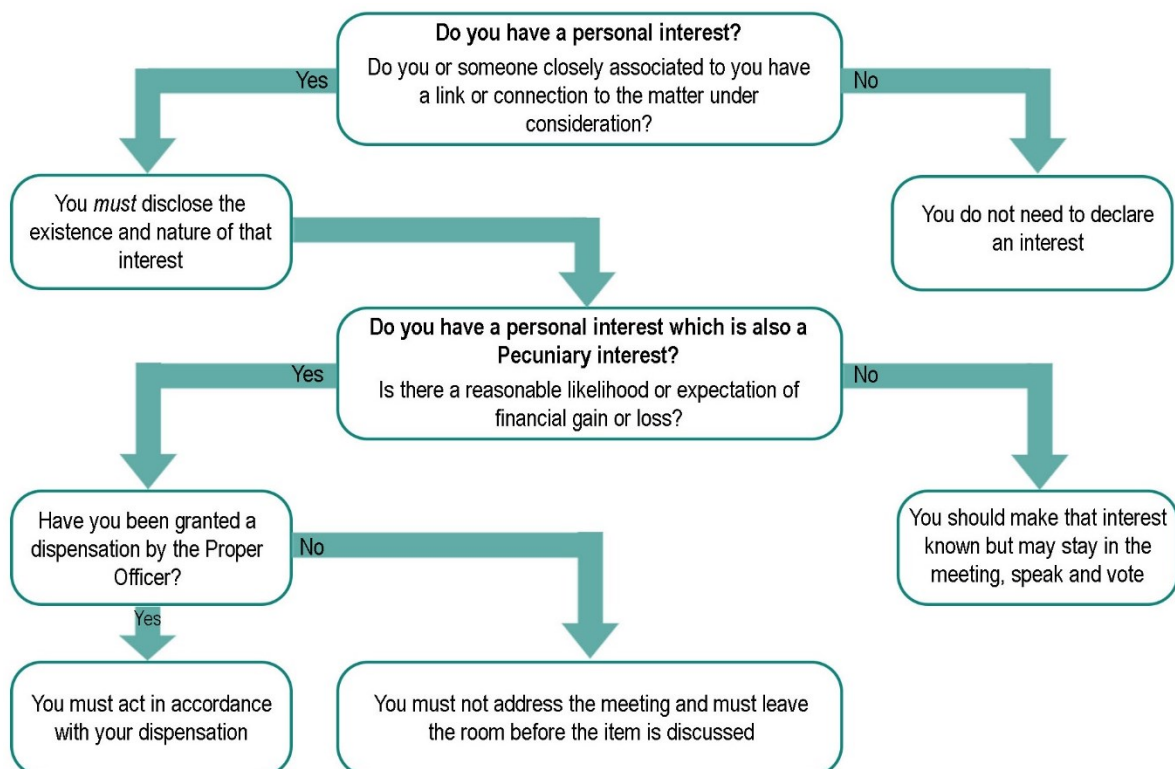 Do you have a personal interest?
Do you or someone closely associated to you have
a link or connection to the matter under
consideration?
Yes
No
You must disclose the
existence and nature of that
interest
You do not need to declare
an interest
Do you have a personal interest which is also a
Pecuniary interest?
Is there a reasonable likelihood or expectation of
financial gain or loss?
Yes
No
Have you been granted a
dispensation by the Proper
Officer?
No
You should make that interest
known but may stay in the
meeting, speak and vote
Yes
You must act in accordance
with your dispensation
You must not address the meeting and must leave
the room before the item is discussed